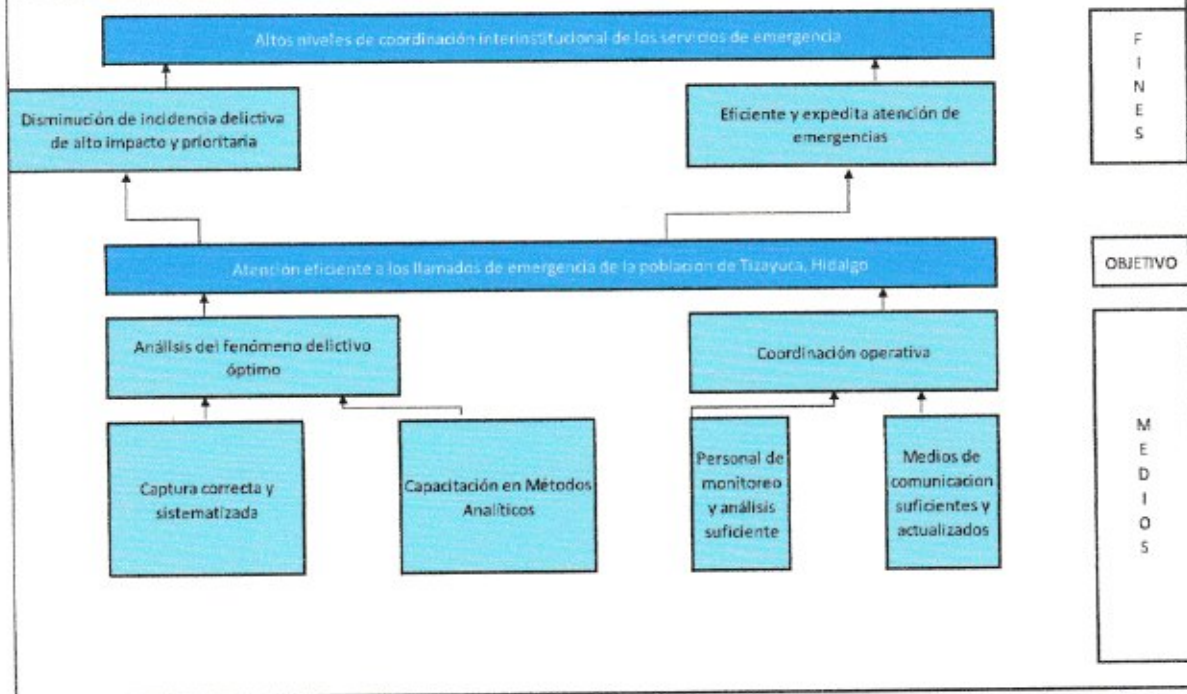 Altos niveles de coordinación interinstitucional de los servicios de emergencia
Disminución de incidencia delictiva
de alto impacto y prioritaria
Eficiente y expedita atención de
emergencias
F
I
N
E
S
Atención eficiente a los llamados de emergencia de la población de Tizayuca, Hidalgo
OBJETIVO
Análisis del fenómeno delictivo
óptimo
Coordinación operativa
Captura correcta y
sistematizada
Capacitación en Métodos
Analíticos
Personal de
monitoreo
y análisis
suficiente
Medios de
comunicacion
suficientes y
actualizados
M
E
D
I
O
S